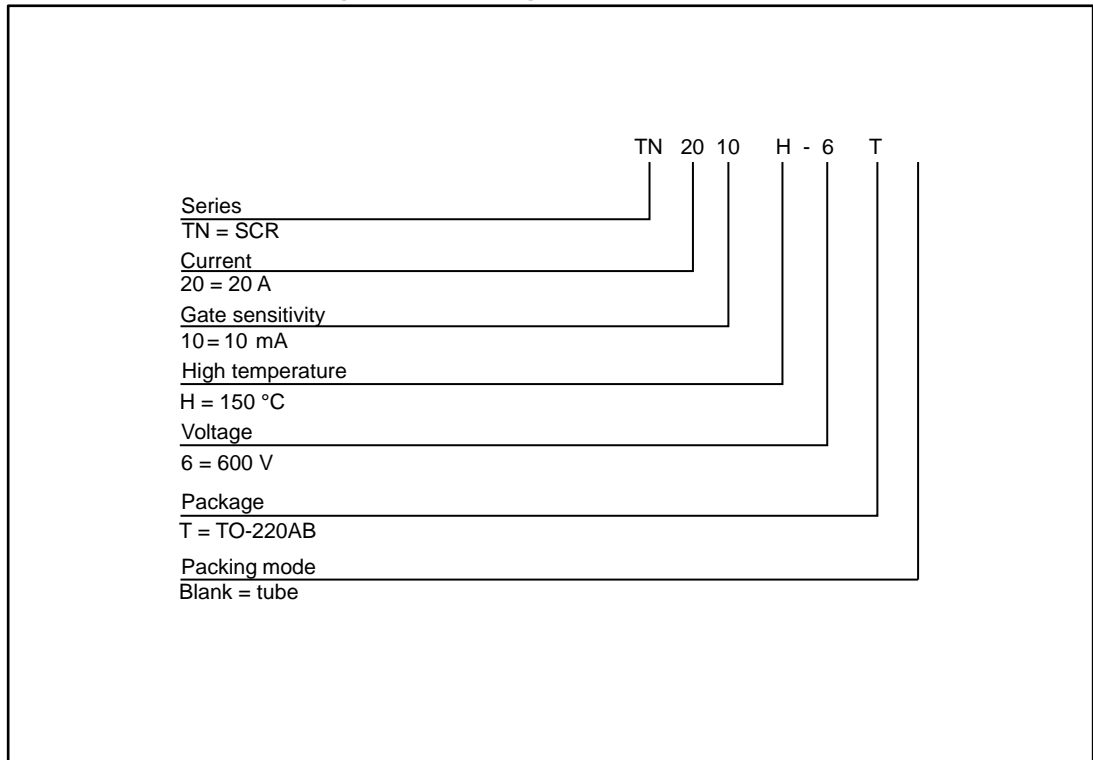 TN 20 10 H - 6 T
Series
TN = SCR
Current
20 = 20 A
Gate sensitivity
10 = 10 mA
High temperature
H = 150 °C
Voltage
6 = 600 V
Package
T = TO-220AB
Packing mode
Blank = tube